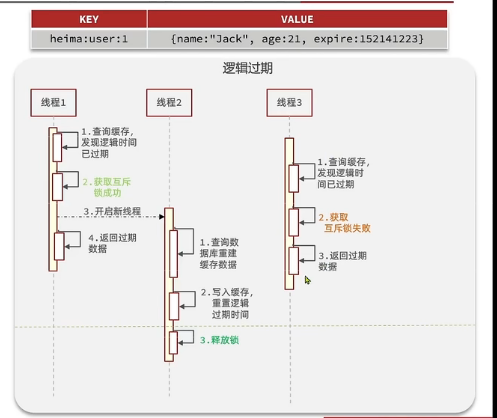 KEY VALUE
heima:user:1 {name:"Jack", age:21, expire:152141223}
逻辑过期
线程1 线程2 线程3
1.查询缓存,
发现逻辑时间
已过期
2.获取互斥
锁成功
3.开启新线程
4.返回过期
数据
1.查询数
据库重建
缓存数据
2.写入缓存,
重置逻辑
过期时间
3.释放锁
1.查询缓存,
发现逻辑时
间已过期
2.获取
互斥锁失败
3.返回过期
数据